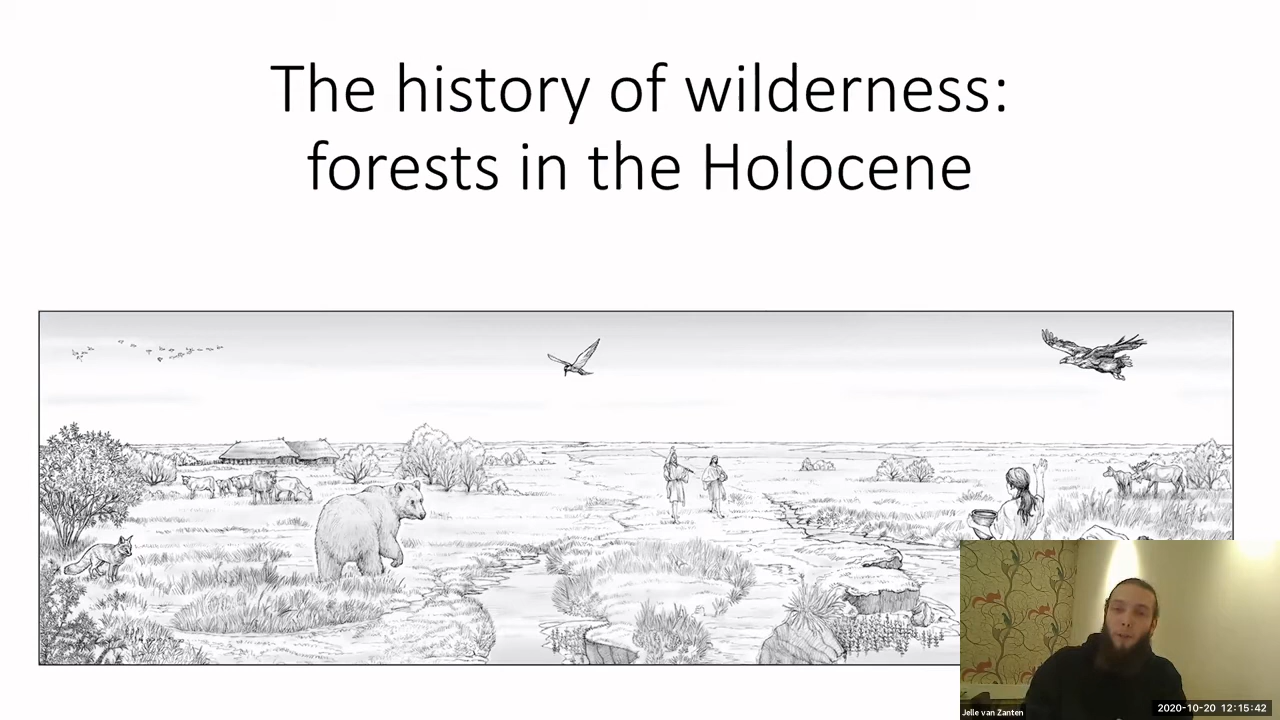 The history of wilderness:
forests in the Holocene
Jelle van Zanten
2020-10-20 12:15:42